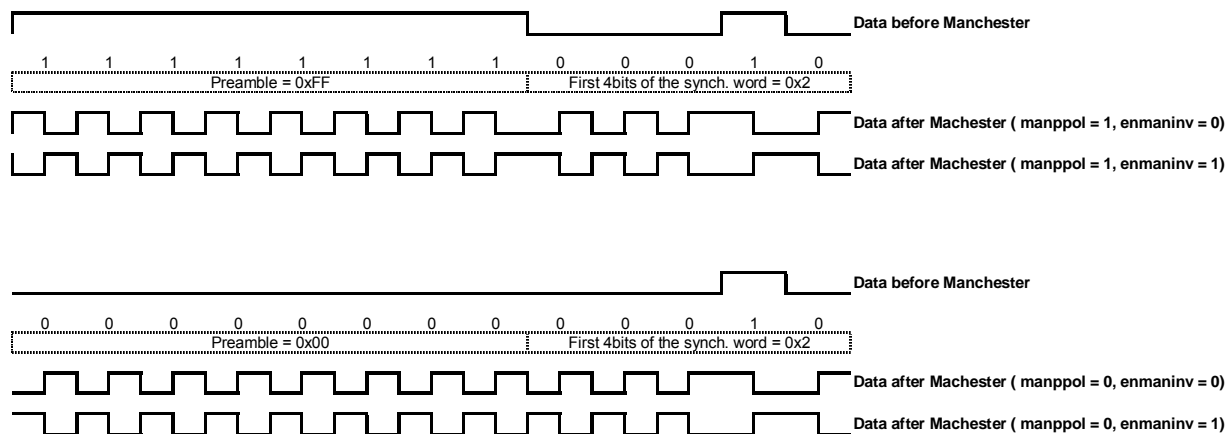 Data before Manchester
1 1 1 1 1 1 1 1 0 0 0 1 0
Preamble = 0xFF First 4bits of the synch. word = 0x2
Data after Machester ( manppol = 1, enmaninv = 0)
Data after Machester ( manppol = 1, enmaninv = 1)
Data before Manchester
0 0 0 0 0 0 0 0 0 0 0 1 0
Preamble = 0x00 First 4bits of the synch. word = 0x2
Data after Machester ( manppol = 0, enmaninv = 0)
Data after Machester ( manppol = 0, enmaninv = 1)